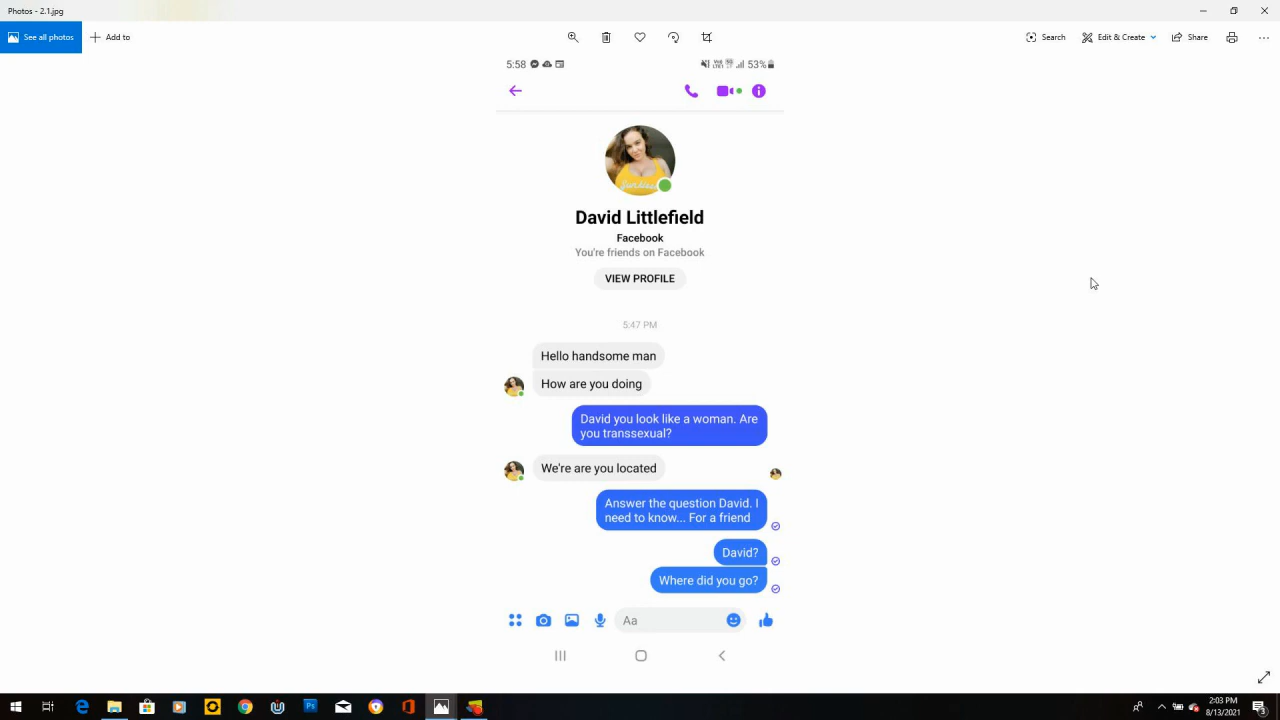 Photos - 2.1.jpg
See all photos
Add to
Search
Edit & Create
Share
5:58
53%
David Littlefield
Facebook
You're friends on Facebook
VIEW PROFILE
5:47 PM
Hello handsome man
How are you doing
David you look like a woman. Are
you transsexual?
We're are you located
Answer the question David. I
need to know... For a friend
David?
Where did you go?
Aa
2:03 PM
8/13/2021